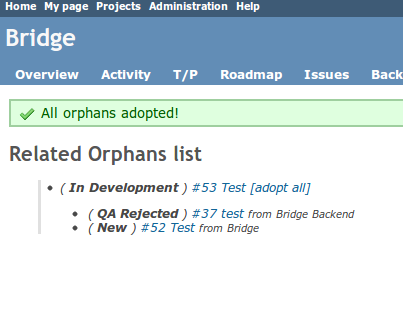 Home My page Projects Administration Help
Bridge
Overview Activity T/P Roadmap Issues Back
All orphans adopted!
Related Orphans list
( In Development ) #53 Test [adopt all]
( QA Rejected ) #37 test from Bridge Backend
( New ) #52 Test from Bridge